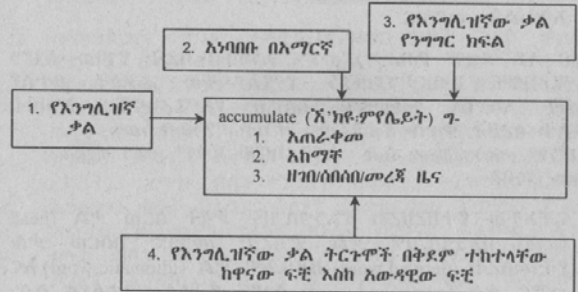 3. የእንግሊዝኛው ቃል
የንግግር ክፍል
2. አነባበቡ በአማርኛ
1. የእንግሊዝኛ
ቃል
accumulate (ኧ'ክዩ፡ምዩሌይት) ግ-
1. አጠራቀመ
2. አከማቸ
3. ዘገበ/ሰበሰበ/መረጃ ዜና
4. የእንግሊዝኛው ቃል ትርጉሞች በቅደም ተከተላቸው
ከዋናው ፍቺ እስከ አውዳዊው ፍቺ